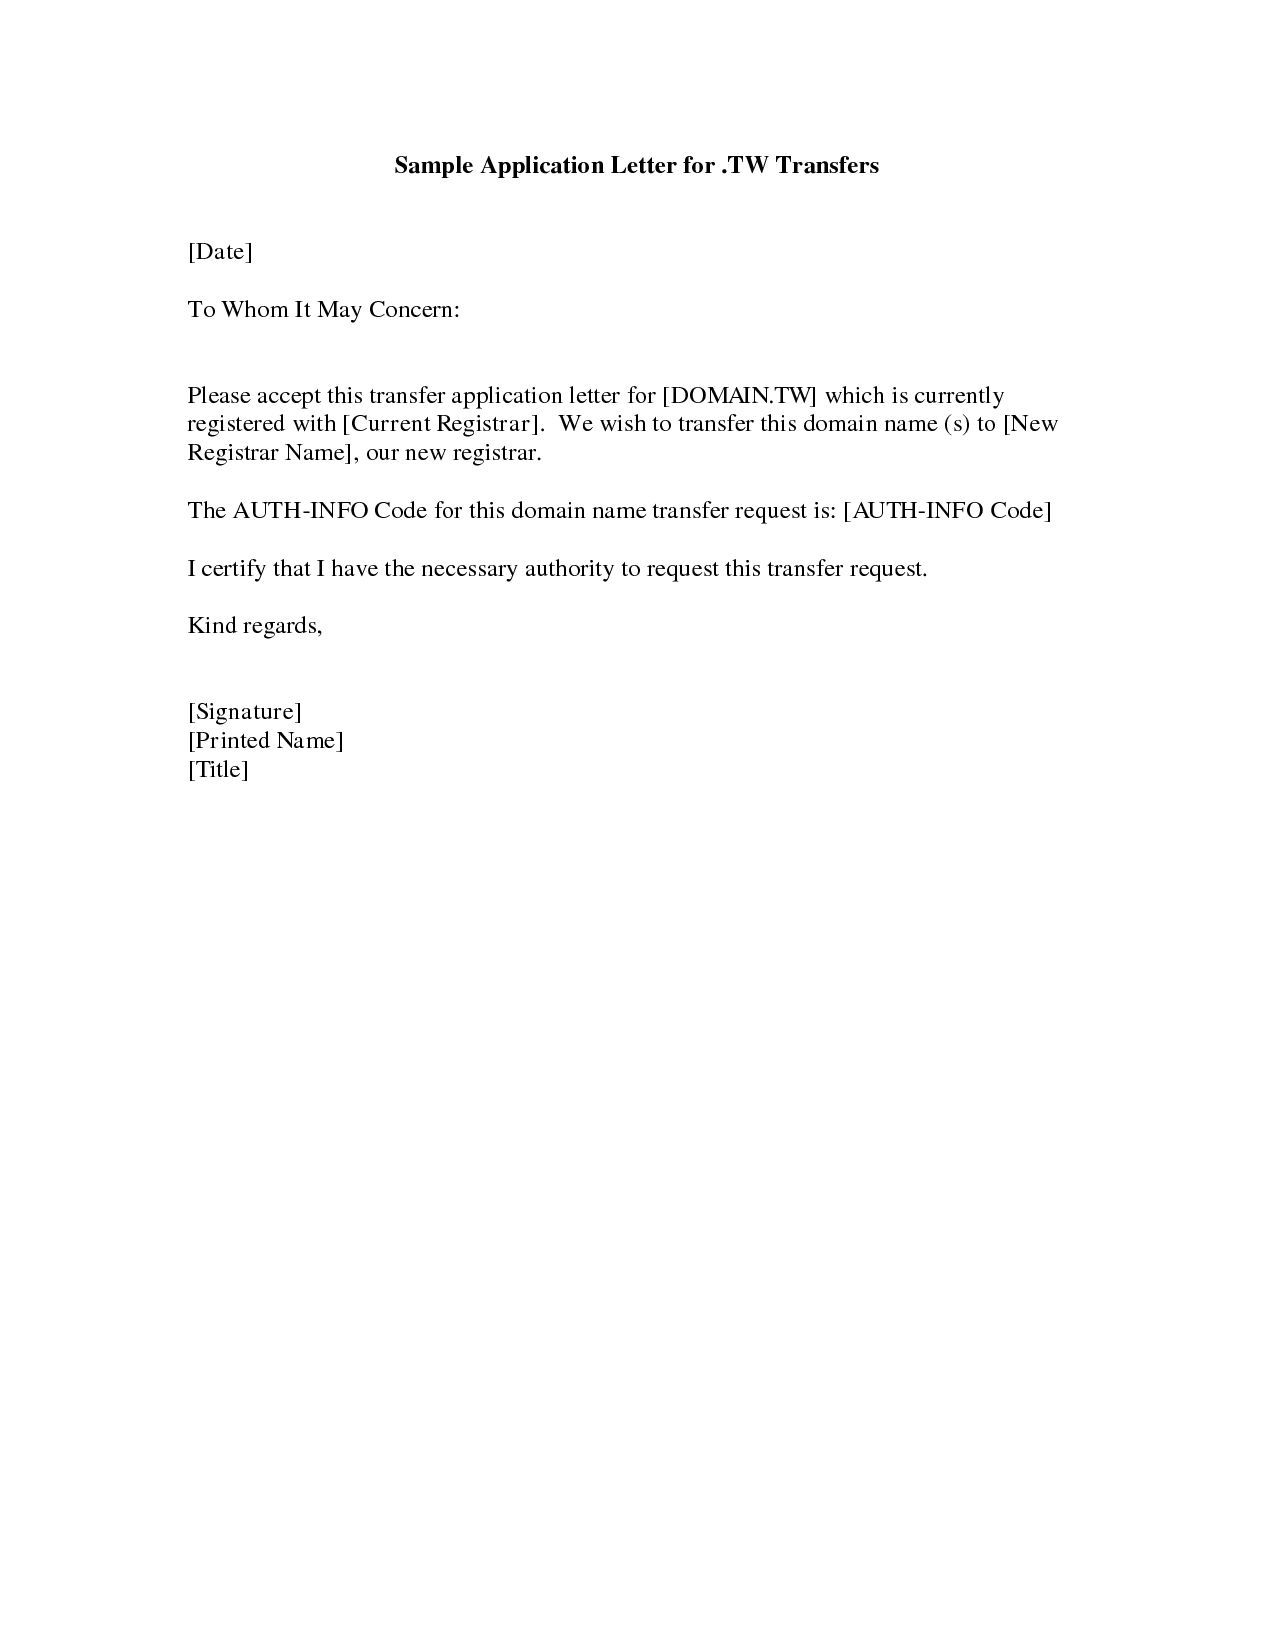 Sample Application Letter for .TW Transfers
[Date]
To Whom It May Concern:
Please accept this transfer application letter for [DOMAIN.TW] which is currently
registered with [Current Registrar].  We wish to transfer this domain name (s) to [New
Registrar Name], our new registrar.
The AUTH-INFO Code for this domain name transfer request is: [AUTH-INFO Code]
I certify that I have the necessary authority to request this transfer request.
Kind regards,
[Signature]
[Printed Name]
[Title]